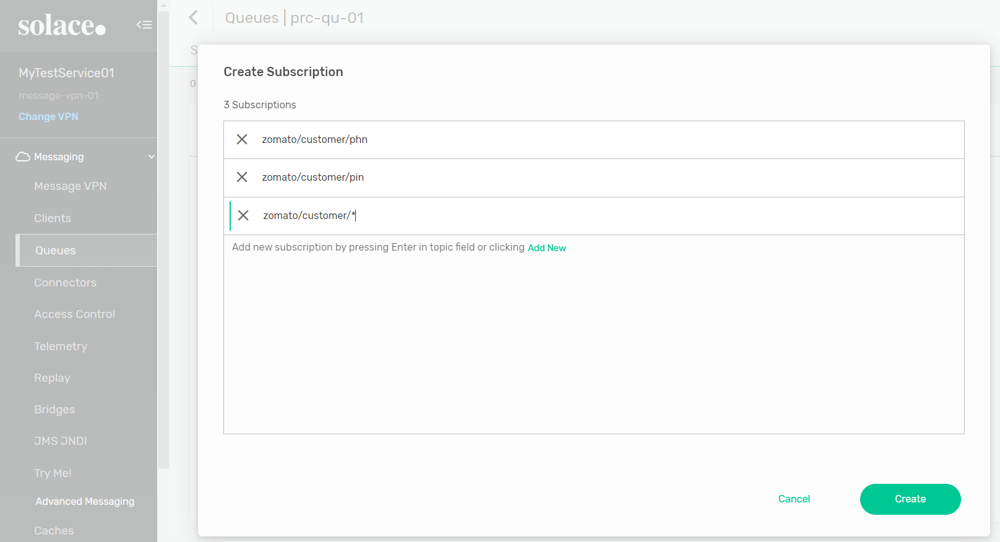 solace.
MyTestService01
message-vpn-01
Change VPN
Messaging
Message VPN
Clients
Queues
Connectors
Access Control
Telemetry
Replay
Bridges
JMS JNDI
Try Me!
Advanced Messaging
Caches
Queues | prc-qu-01
S
0
Create Subscription
3 Subscriptions
zomato/customer/phn
zomato/customer/pin
zomato/customer/*
Add new subscription by pressing Enter in topic field or clicking Add New
Cancel
Create